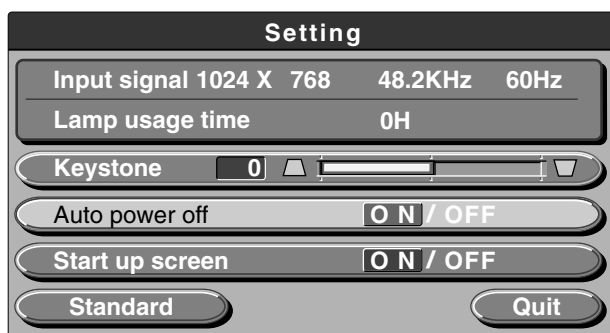 Setting
Input signal 1024 X 768 48.2KHz 60Hz
Lamp usage time 0H
Keystone 0
Auto power off ON / OFF
Start up screen ON / OFF
Standard Quit